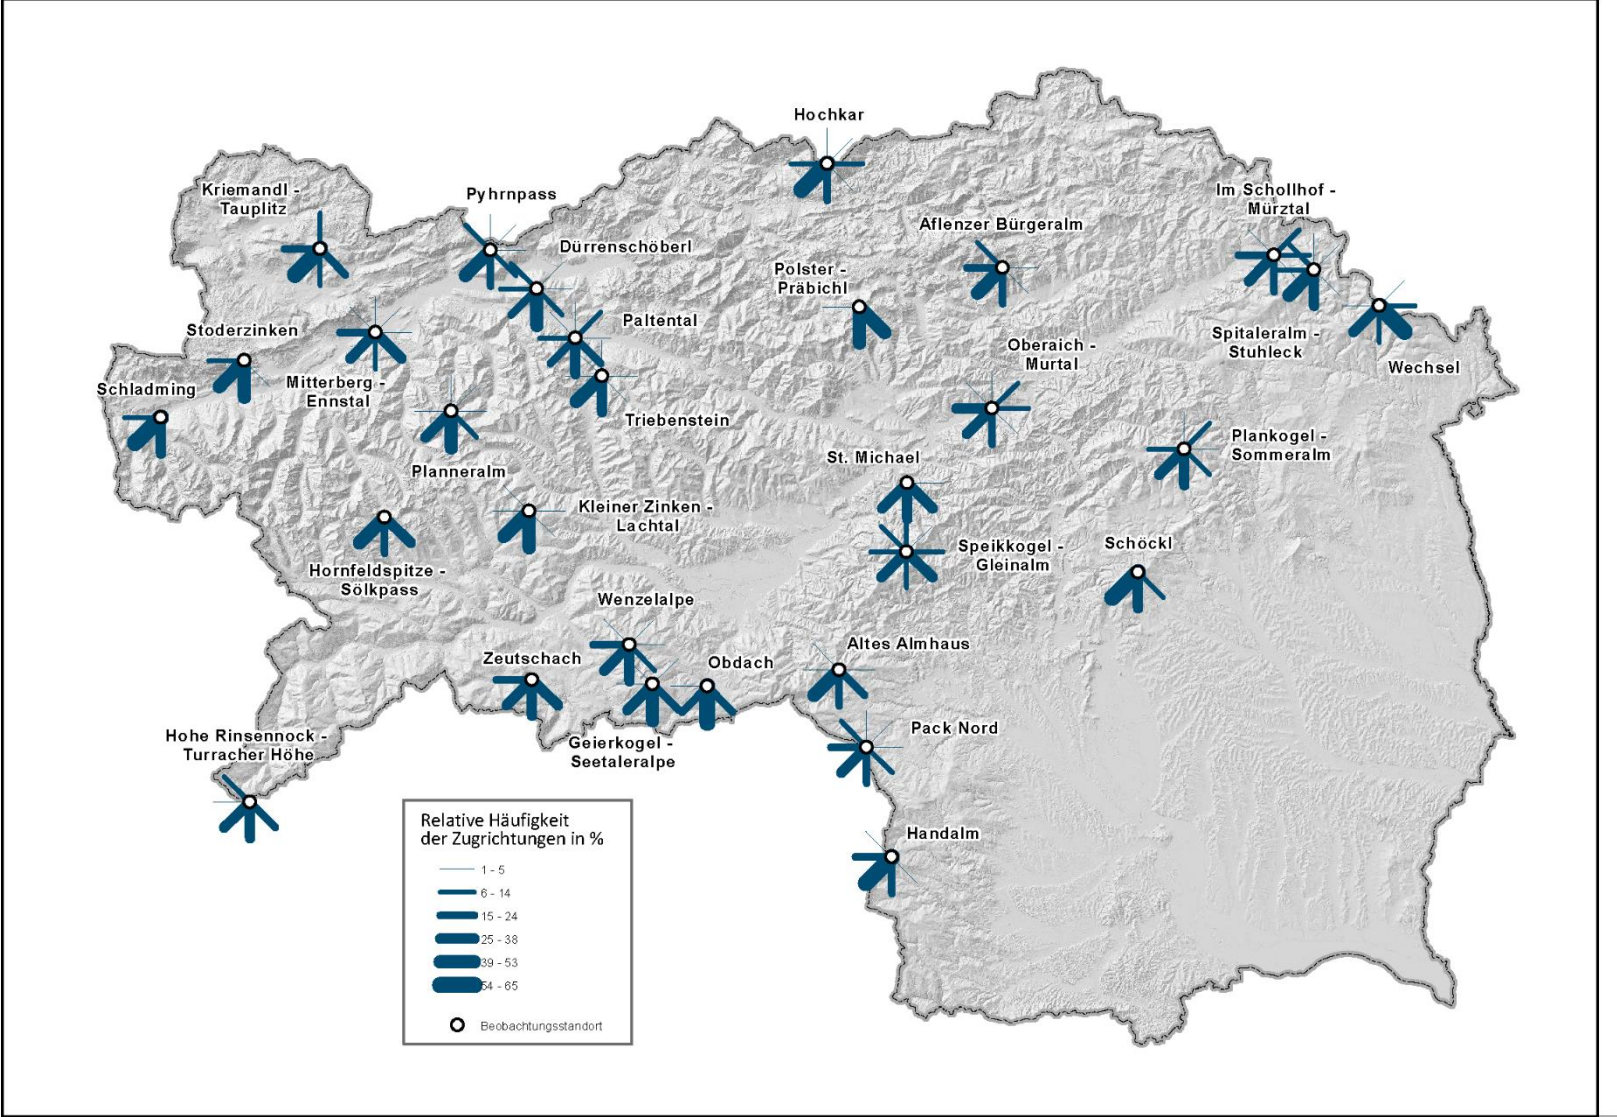 Hochkar
Kriemandl -
Tauplitz
Pyhrnpass
Im Schollhof -
Mürztal
Aflenzer Bürgeralm
Dürrenschöberl
Polster -
Präbichl
Paltental
Stoderzinken
Spitaleralm -
Stuhleck
Oberaich -
Murtal
Wechsel
Schladming
Mitterberg -
Ennstal
Triebenstein
Plankogel -
Sommeralm
Planneralm
St. Michael
Kleiner Zinken -
Lachtal
Speikkogel -
Gleinalm
Schöckl
Hornfeldspitze -
Sölkpass
Wenzelalpe
Altes Almhaus
Zeutschach
Obdach
Pack Nord
Hohe Rinsennock -
Turracher Höhe
Geierkogel -
Seetaleralpe
Handalm
Relative Häufigkeit
der Zugrichtungen in %
1 - 5
6 - 14
15 - 24
25 - 38
39 - 53
54 - 65
Beobachtungsstandort